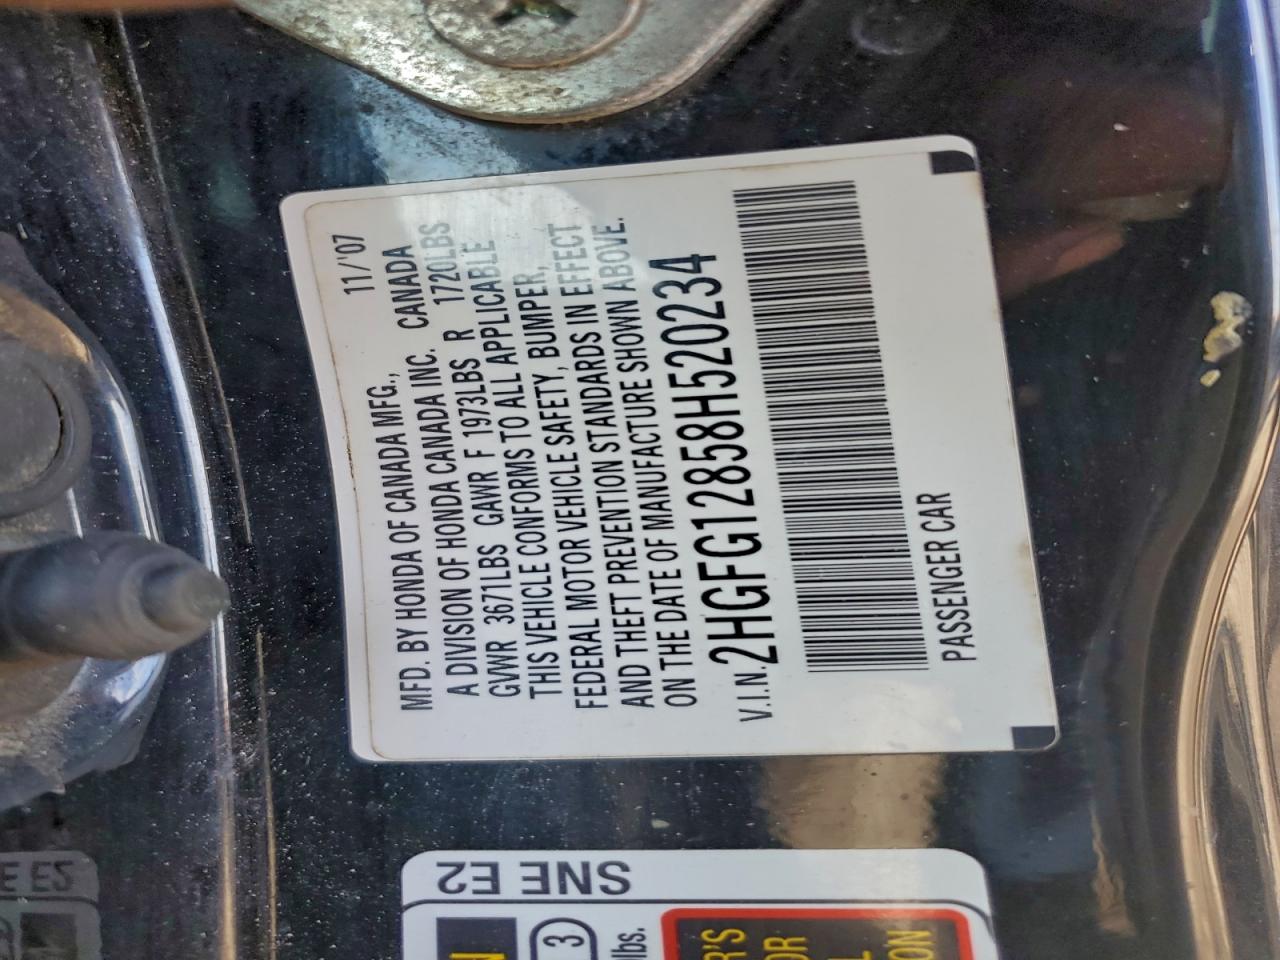 11/'07
MFD. BY HONDA OF CANADA MFG.,
A DIVISION OF HONDA CANADA INC. CANADA
GVWR 3671LBS GAWR F 1973LBS R 1720LBS
THIS VEHICLE CONFORMS TO ALL APPLICABLE
FEDERAL MOTOR VEHICLE SAFETY, BUMPER,
AND THEFT PREVENTION STANDARDS IN EFFECT
ON THE DATE OF MANUFACTURE SHOWN ABOVE.
V.I.N. 2HGFG12858H520234
PASSENGER CAR
SNE E2
3
lbs.